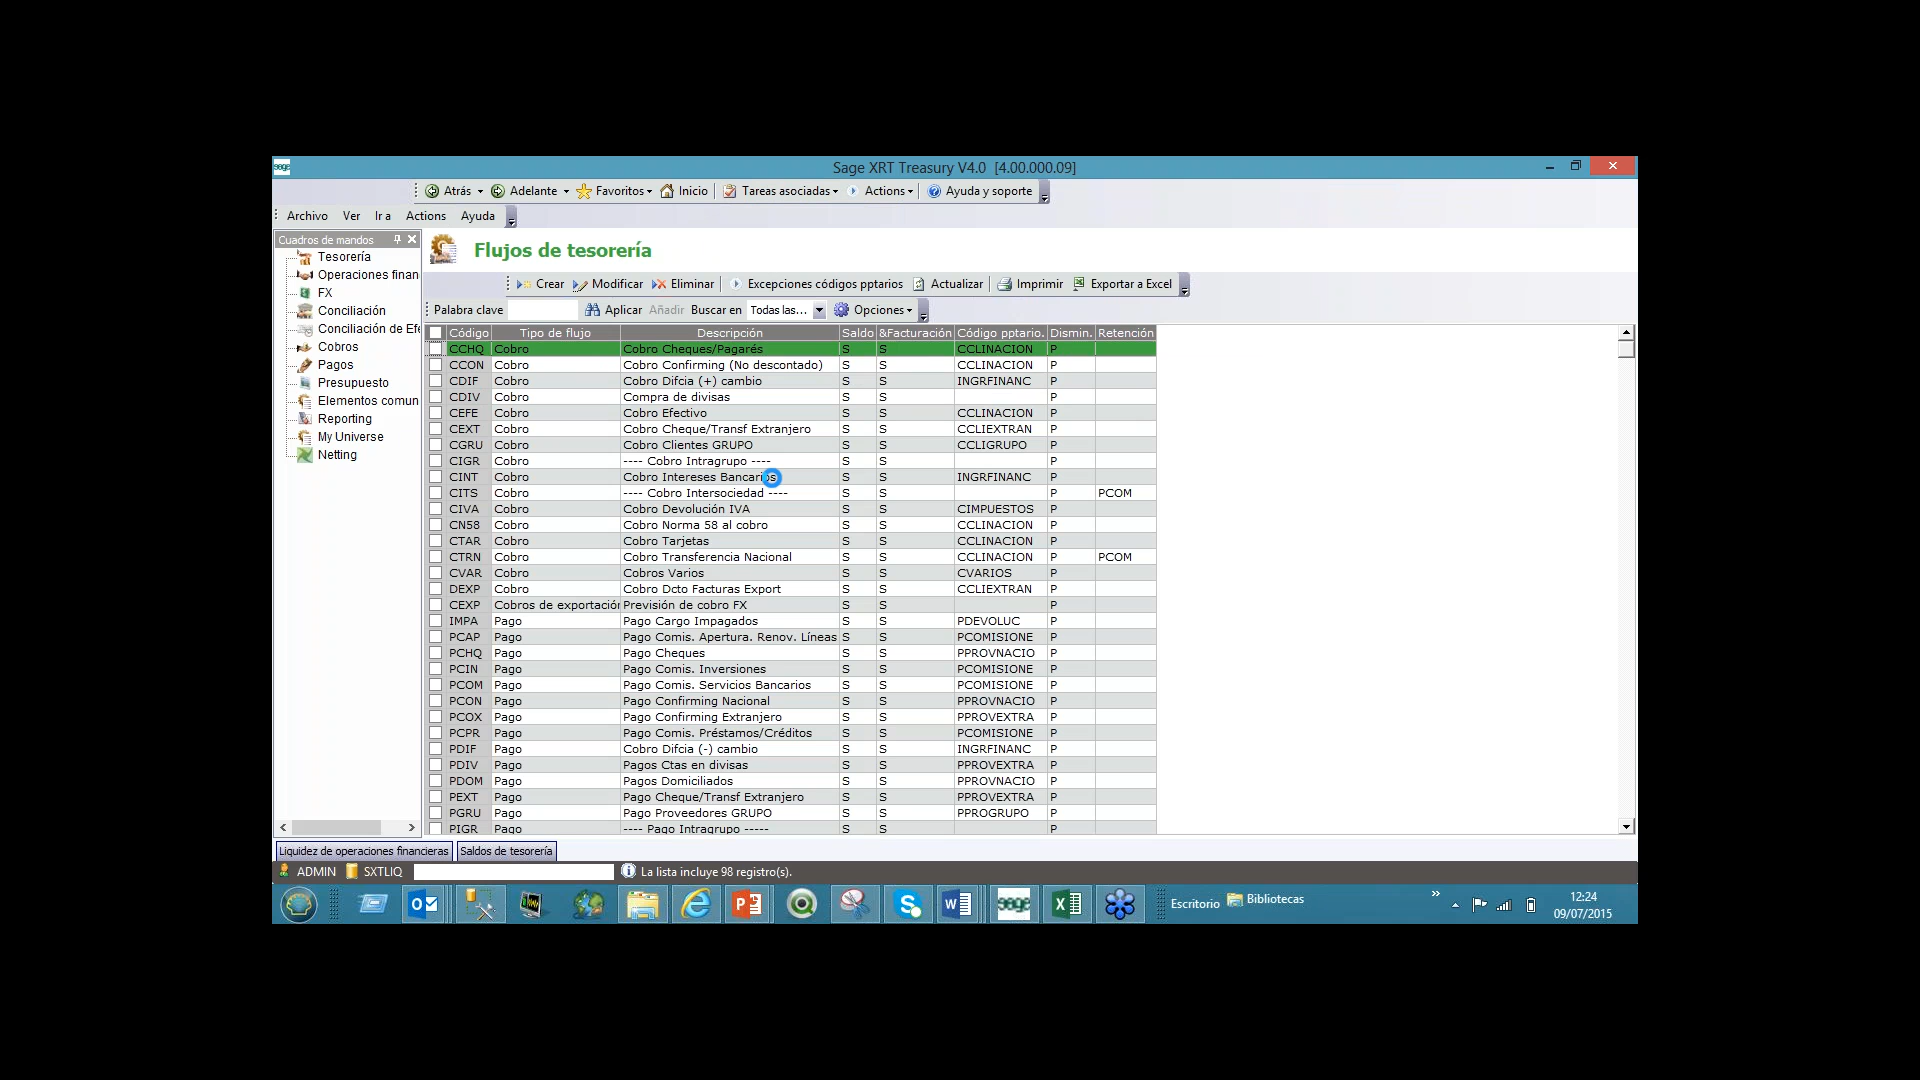 sage
Sage XRT Treasury V4.0 [4.00.000.09]
Atrás Adelante Favoritos Inicio Tareas asociadas Actions Ayuda y soporte
Archivo Ver Ir a Actions Ayuda
Cuadros de mandos
Tesorería
Operaciones finan
FX
Conciliación
Conciliación de Efe
Cobros
Pagos
Presupuesto
Elementos comun
Reporting
My Universe
Netting
Flujos de tesorería
Crear Modificar Eliminar Excepciones códigos pptarios Actualizar Imprimir Exportar a Excel
Palabra clave Aplicar Añadir Buscar en Todas las... Opciones
Código Tipo de flujo Descripción Saldo &Facturación Código pptario. Dismin. Retención
CCHQ Cobro Cobro Cheques/Pagarés S S CCLINACION P
CCON Cobro Cobro Confirming (No descontado) S S CCLINACION P
CDIF Cobro Cobro Difcia (+) cambio S S INGRFINANC P
CDIV Cobro Compra de divisas S S P
CEFE Cobro Cobro Efectivo S S CCLINACION P
CEXT Cobro Cobro Cheque/Transf Extranjero S S CCLIEXTRAN P
CGRU Cobro Cobro Clientes GRUPO S S CCLIGRUPO P
CIGR Cobro ---- Cobro Intragrupo ---- S S P
CINT Cobro Cobro Intereses Bancarios S S INGRFINANC P
CITS Cobro ---- Cobro Intersociedad ---- S S P PCOM
CIVA Cobro Cobro Devolución IVA S S CIMPUESTOS P
CN58 Cobro Cobro Norma 58 al cobro S S CCLINACION P
CTAR Cobro Cobro Tarjetas S S CCLINACION P
CTRN Cobro Cobro Transferencia Nacional S S CCLINACION P PCOM
CVAR Cobro Cobros Varios S S CVARIOS P
DEXP Cobro Cobro Dcto Facturas Export S S CCLIEXTRAN P
CEXP Cobros de exportación Previsión de cobro FX S S P
IMPA Pago Pago Cargo Impagados S S PDEVOLUC P
PCAP Pago Pago Comis. Apertura. Renov. Líneas S S PCOMISIONE P
PCHQ Pago Pago Cheques S S PPROVNACIO P
PCIN Pago Pago Comis. Inversiones S S PCOMISIONE P
PCOM Pago Pago Comis. Servicios Bancarios S S PCOMISIONE P
PCON Pago Pago Confirming Nacional S S PPROVNACIO P
PCOX Pago Pago Confirming Extranjero S S PPROVEXTRA P
PCPR Pago Pago Comis. Préstamos/Créditos S S PCOMISIONE P
PDIF Pago Cobro Difcia (-) cambio S S INGRFINANC P
PDIV Pago Pagos Ctas en divisas S S PPROVEXTRA P
PDOM Pago Pagos Domiciliados S S PPROVNACIO P
PEXT Pago Pago Cheque/Transf Extranjero S S PPROVEXTRA P
PGRU Pago Pago Proveedores GRUPO S S PPROGRUPO P
PIGR Pago ---- Pago Intragrupo ----- S S P
Liquidez de operaciones financieras Saldos de tesorería
ADMIN SXTLIQ La lista incluye 98 registro(s).
sage Escritorio Bibliotecas
12:24
09/07/2015